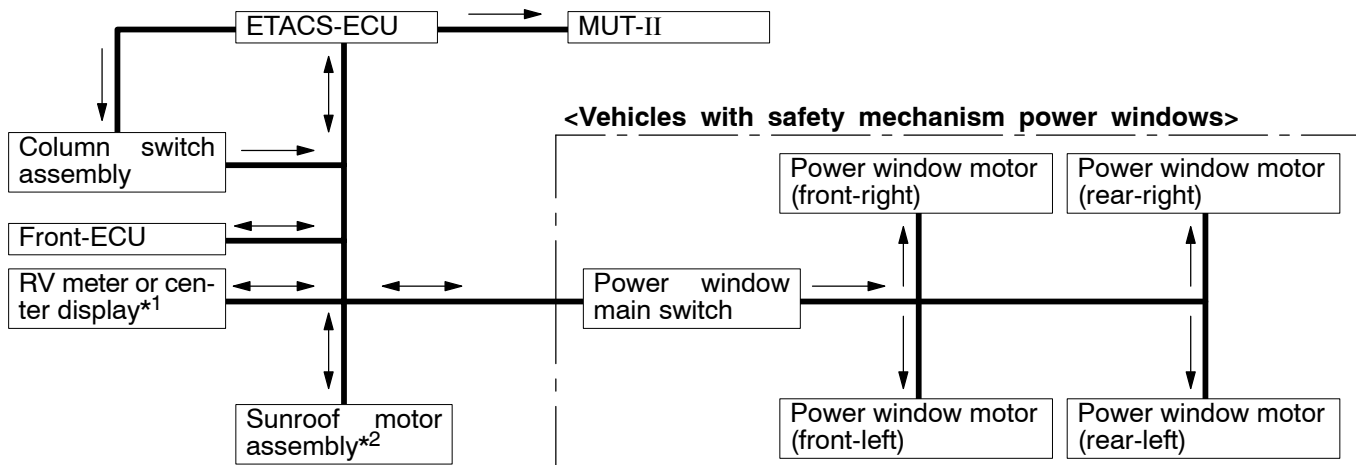 ETACS-ECU
MUT-II
<Vehicles with safety mechanism power windows>
Column switch
assembly
Power window motor
(front-right)
Power window motor
(rear-right)
Front-ECU
RV meter or cen-
ter display*1
Power window
main switch
Sunroof motor
assembly*2
Power window motor
(front-left)
Power window motor
(rear-left)